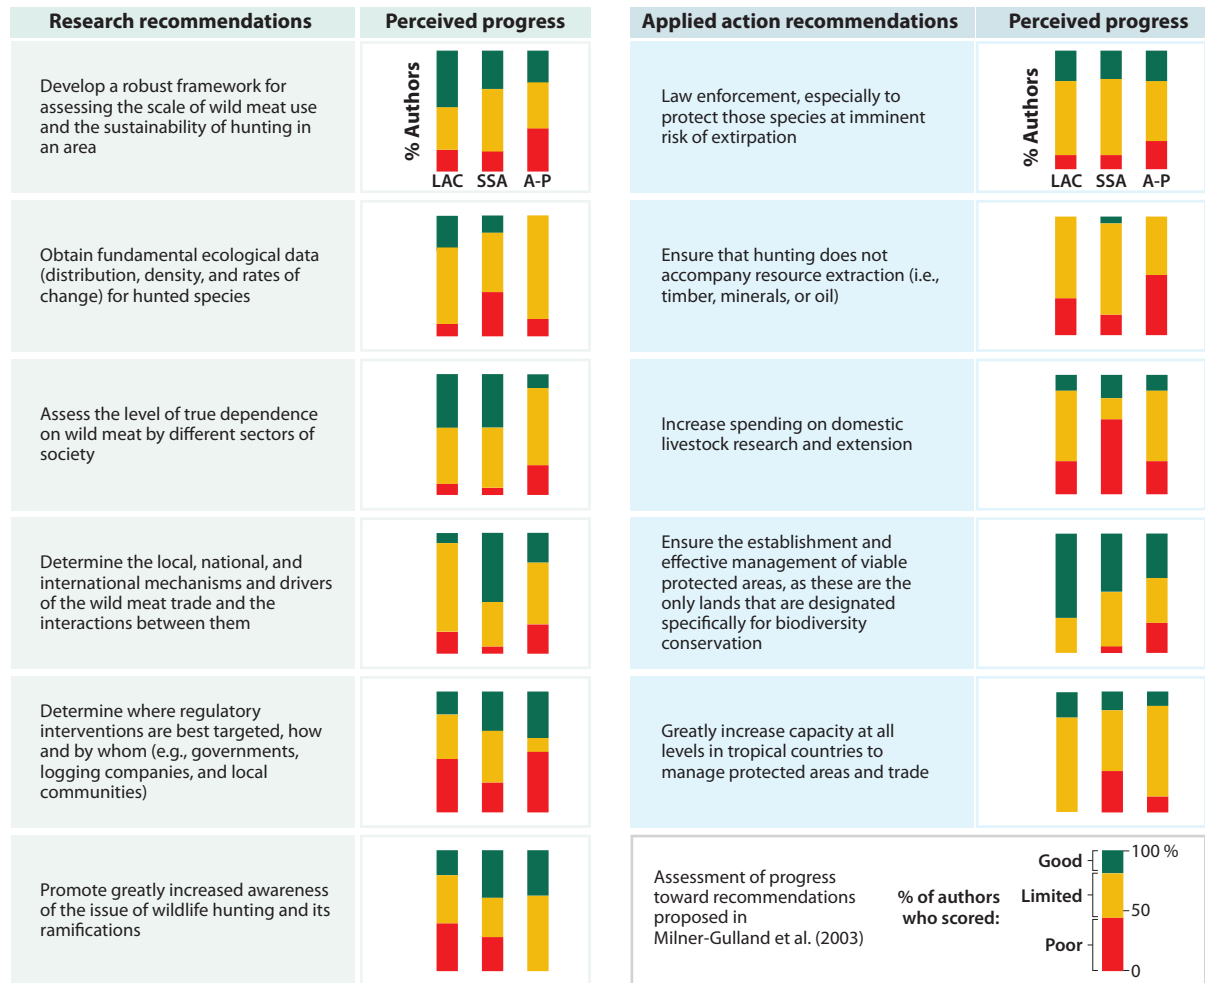 Research recommendations
Perceived progress
Develop a robust framework for
assessing the scale of wild meat use
and the sustainability of hunting in
an area
% Authors
LAC SSA A-P
Obtain fundamental ecological data
(distribution, density, and rates of
change) for hunted species
Assess the level of true dependence
on wild meat by different sectors of
society
Determine the local, national, and
international mechanisms and drivers
of the wild meat trade and the
interactions between them
Determine where regulatory
interventions are best targeted, how
and by whom (e.g., governments,
logging companies, and local
communities)
Promote greatly increased awareness
of the issue of wildlife hunting and its
ramifications
Applied action recommendations
Perceived progress
Law enforcement, especially to
protect those species at imminent
risk of extirpation
% Authors
LAC SSA A-P
Ensure that hunting does not
accompany resource extraction (i.e.,
timber, minerals, or oil)
Increase spending on domestic
livestock research and extension
Ensure the establishment and
effective management of viable
protected areas, as these are the
only lands that are designated
specifically for biodiversity
conservation
Greatly increase capacity at all
levels in tropical countries to
manage protected areas and trade
Assessment of progress
toward recommendations
proposed in
Milner-Gulland et al. (2003)
% of authors
who scored:
Good
Limited
Poor
100 %
50
0